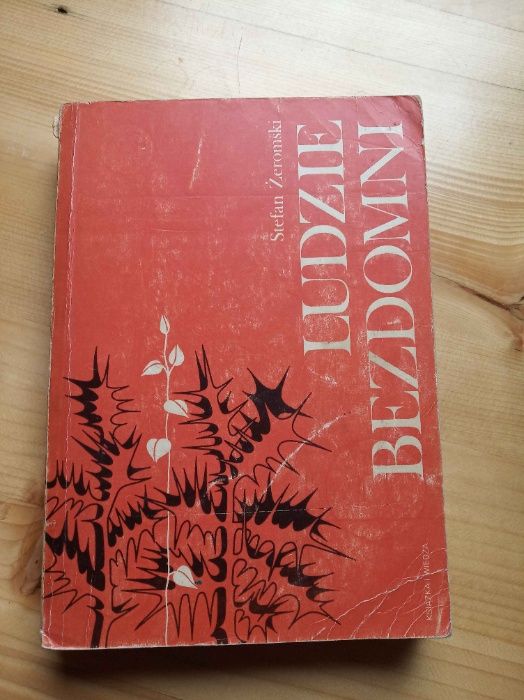 Stefan Żeromski
LUDZIE
BEZDOMNI
KSIĄŻKA I WIEDZA